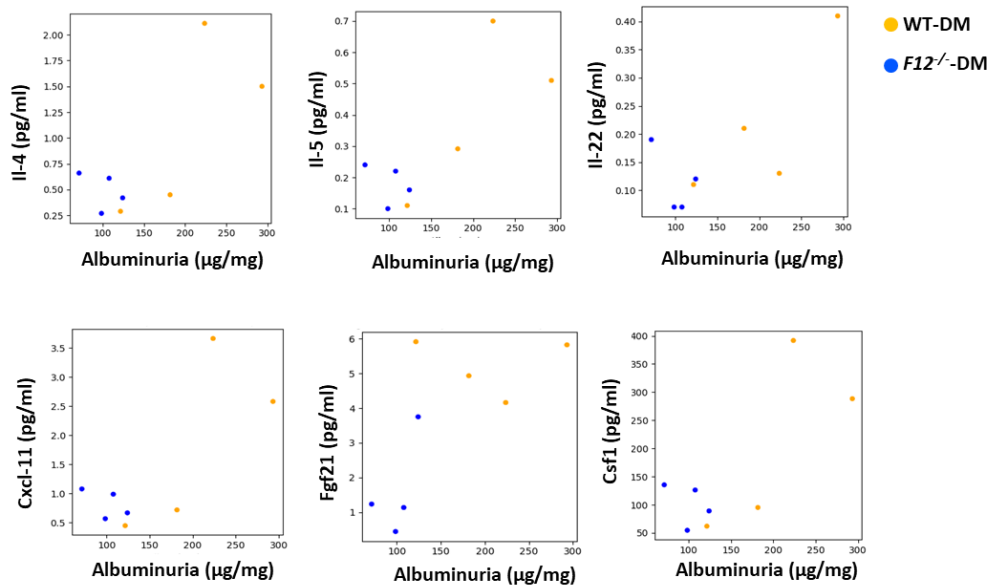 WT-DM
F12-/--DM
Il-4 (pg/ml)
2.00
1.75
1.50
1.25
1.00
0.75
0.50
0.25
100 150 200 250 300
Albuminuria (µg/mg)
Il-5 (pg/ml)
0.7
0.6
0.5
0.4
0.3
0.2
0.1
100 150 200 250 300
Albuminuria (µg/mg)
Il-22 (pg/ml)
0.40
0.35
0.30
0.25
0.20
0.15
0.10
100 150 200 250 300
Albuminuria (µg/mg)
Cxcl-11 (pg/ml)
3.5
3.0
2.5
2.0
1.5
1.0
0.5
100 150 200 250 300
Albuminuria (µg/mg)
Fgf21 (pg/ml)
6
5
4
3
2
1
100 150 200 250 300
Albuminuria (µg/mg)
Csf1 (pg/ml)
400
350
300
250
200
150
100
50
100 150 200 250 300
Albuminuria (µg/mg)